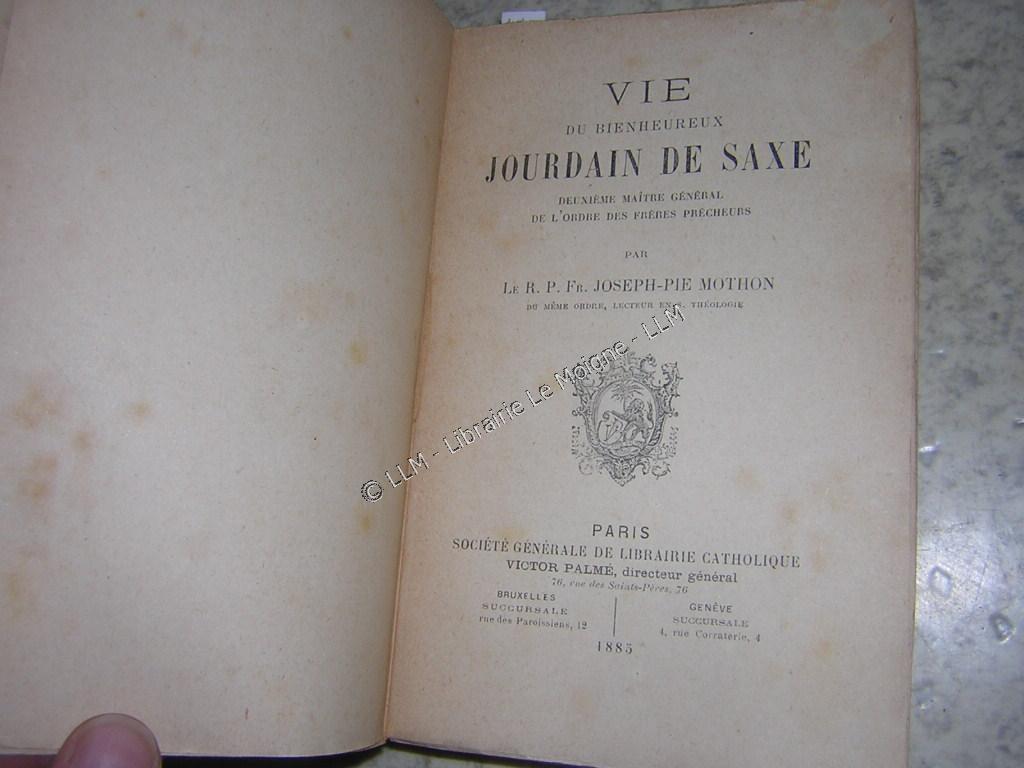 VIE
DU BIENHEUREUX
JOURDAIN DE SAXE
DEUXIÈME MAÎTRE GÉNÉRAL
DE L'ORDRE DES FRÈRES PRÊCHEURS
PAR
LE R. P. FR. JOSEPH-PIE MOTHON
DU MÊME ORDRE, LECTEUR EN S. THÉOLOGIE
© LLM - Librairie Le Moigne - LLM
PARIS
SOCIÉTÉ GÉNÉRALE DE LIBRAIRIE CATHOLIQUE
VICTOR PALMÉ, directeur général
76, rue des Saints-Pères, 76
BRUXELLES
SUCCURSALE
rue des Paroissiens, 12
GENÈVE
SUCCURSALE
4, rue Corraterie, 4
1885